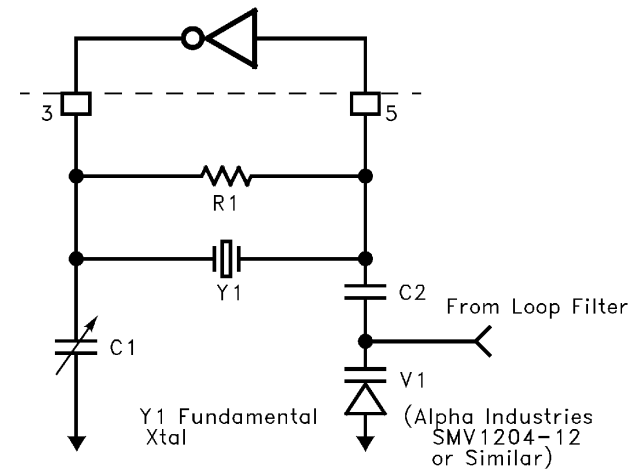 3
5
R1
Y1
C2
From Loop Filter
C1
V1
Y1 Fundamental
Xtal
(Alpha Industries
SMV1204-12
or Similar)